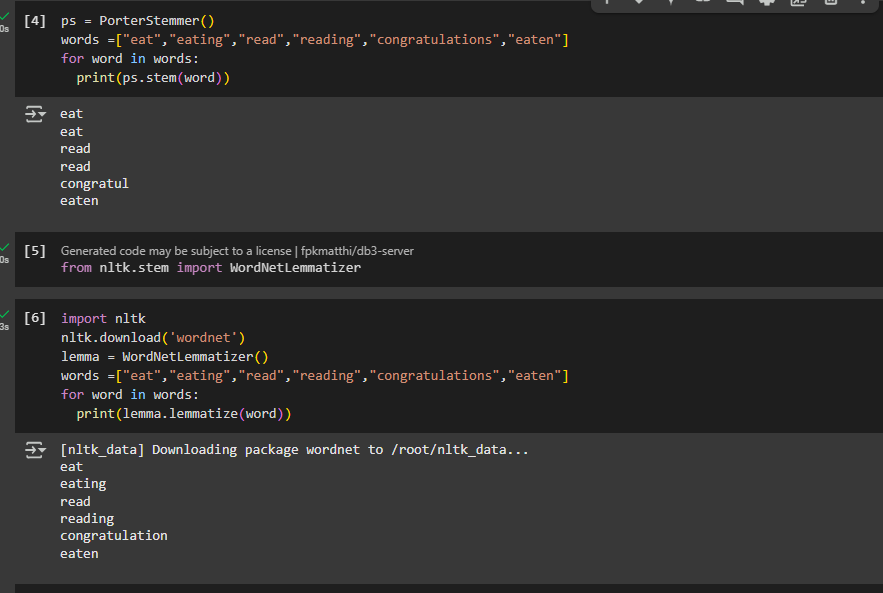 [4] ps = PorterStemmer()
words =["eat","eating","read","reading","congratulations","eaten"]
for word in words:
  print(ps.stem(word))
0s
eat
eat
read
read
congratul
eaten
[5] Generated code may be subject to a license | fpkmatthi/db3-server
0s
from nltk.stem import WordNetLemmatizer
[6] import nltk
3s
nltk.download('wordnet')
lemma = WordNetLemmatizer()
words =["eat","eating","read","reading","congratulations","eaten"]
for word in words:
  print(lemma.lemmatize(word))
[nltk_data] Downloading package wordnet to /root/nltk_data...
eat
eating
read
reading
congratulation
eaten